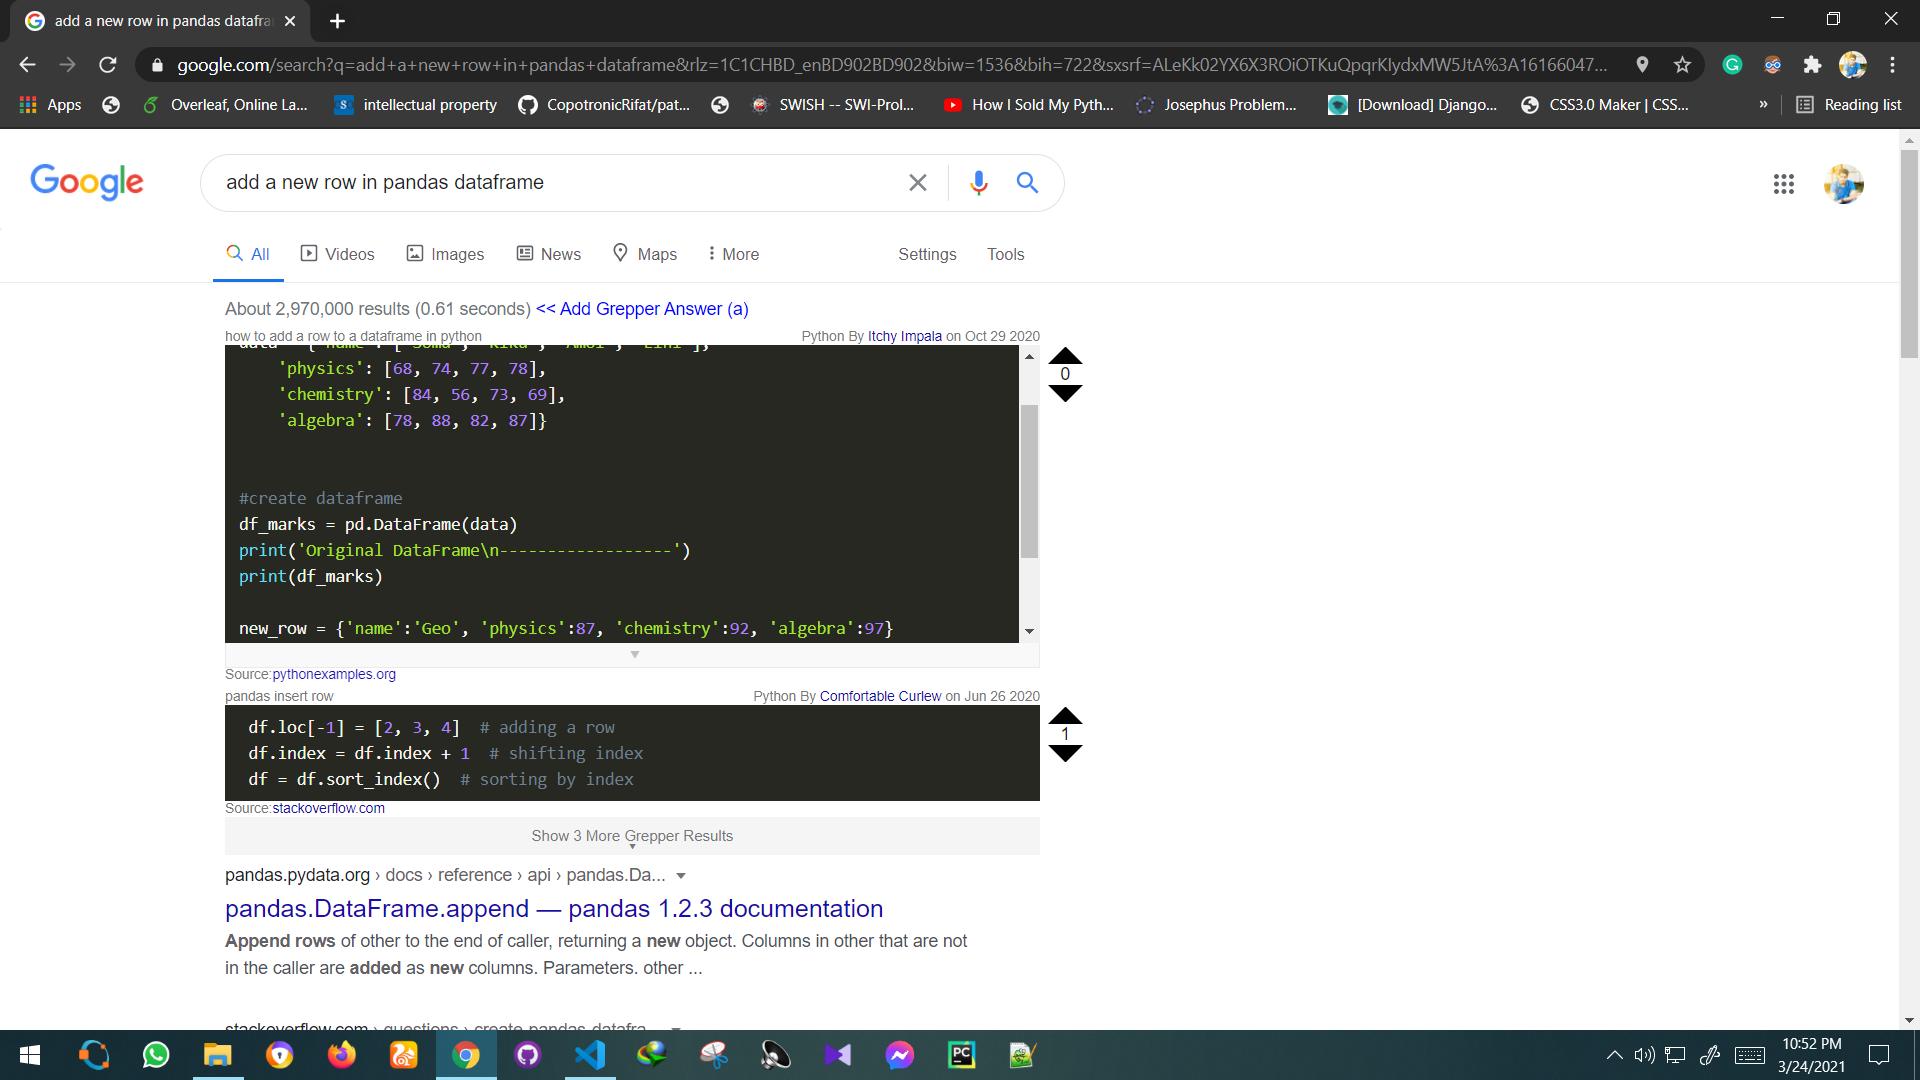 add a new row in pandas datafra
google.com/search?q=add+a+new+row+in+pandas+dataframe&rlz=1C1CHBD_enBD902BD902&biw=1536&bih=722&sxsrf=ALeKk02YX6X3ROiOTKuQpqrKIydxMW5JtA%3A16166047...
Apps Overleaf, Online La... intellectual property CopotronicRifat/pat... SWISH -- SWI-Prol... How I Sold My Pyth... Josephus Problem... [Download] Django... CSS3.0 Maker | CSS... » Reading list
Google
add a new row in pandas dataframe
All Videos Images News Maps More Settings Tools
About 2,970,000 results (0.61 seconds) << Add Grepper Answer (a)
how to add a row to a dataframe in python Python By Itchy Impala on Oct 29 2020
'physics': [68, 74, 77, 78],
0
'chemistry': [84, 56, 73, 69],
'algebra': [78, 88, 82, 87]}
#create dataframe
df_marks = pd.DataFrame(data)
print('Original DataFrame\n------------------')
print(df_marks)
new_row = {'name':'Geo', 'physics':87, 'chemistry':92, 'algebra':97}
Source:pythonexamples.org
pandas insert row Python By Comfortable Curlew on Jun 26 2020
df.loc[-1] = [2, 3, 4]  # adding a row
1
df.index = df.index + 1  # shifting index
df = df.sort_index()  # sorting by index
Source:stackoverflow.com
Show 3 More Grepper Results
pandas.pydata.org › docs › reference › api › pandas.Da...
pandas.DataFrame.append — pandas 1.2.3 documentation
Append rows of other to the end of caller, returning a new object. Columns in other that are not
in the caller are added as new columns. Parameters. other ...
stackoverflow.com › questions › create-pandas-datafra...
10:52 PM
3/24/2021